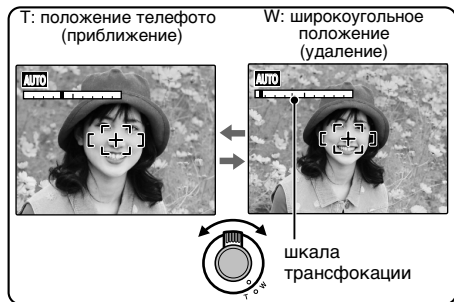 T: положение телефото
(приближение)
W: широкоугольное
положение
(удаление)
AUTO
AUTO
шкала
трансфокации
T
W